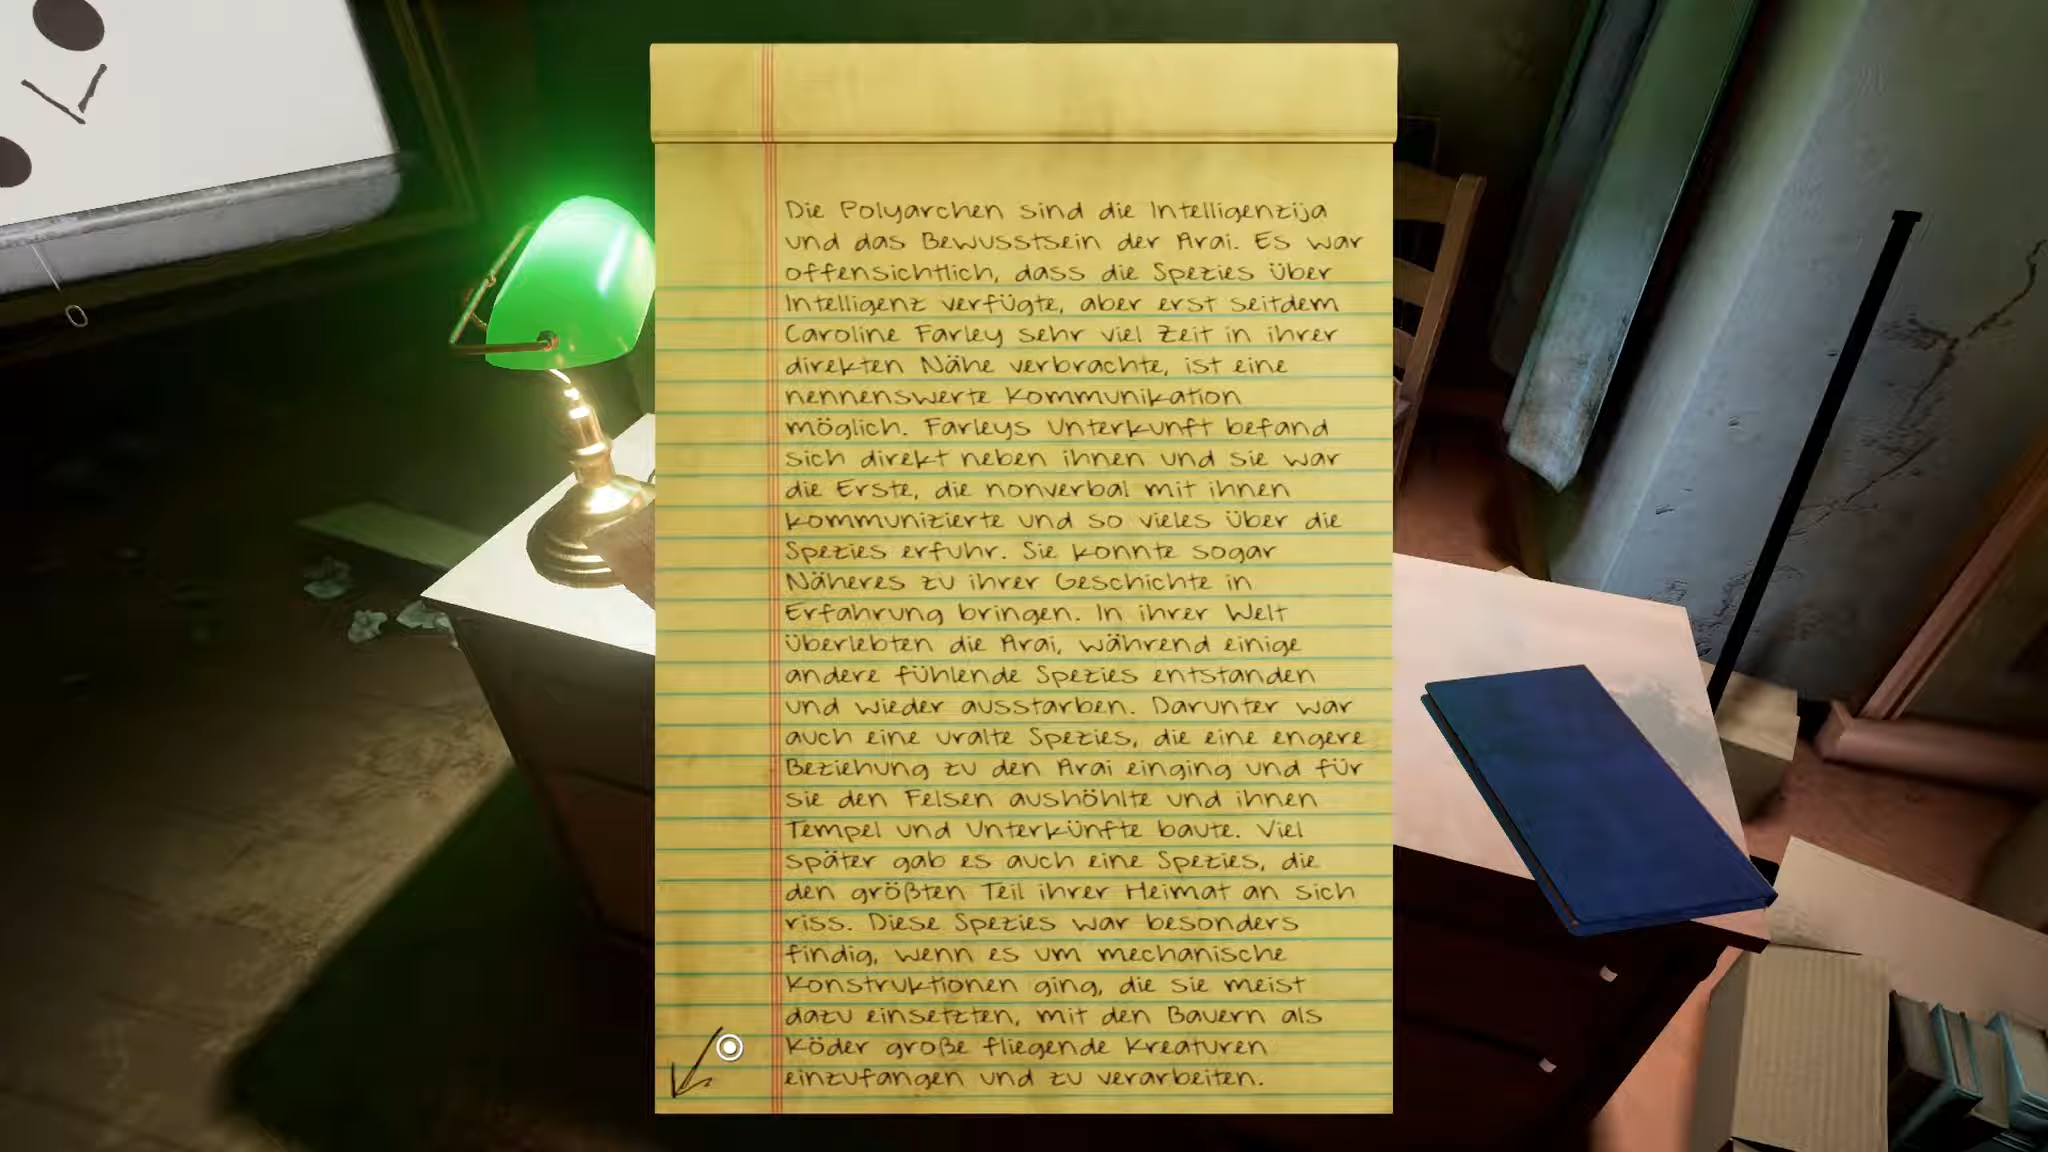 Die Polyarchen sind die Intelligenzija
und das Bewusstsein der Arai. Es war
offensichtlich, dass die Spezies über
Intelligenz verfügte, aber erst seitdem
Caroline Farley sehr viel Zeit in ihrer
direkten Nähe verbrachte, ist eine
nennenswerte Kommunikation
möglich. Farleys Unterkunft befand
sich direkt neben ihnen und sie war
die Erste, die nonverbal mit ihnen
kommunizierte und so vieles über die
Spezies erfuhr. Sie konnte sogar
Näheres zu ihrer Geschichte in
Erfahrung bringen. In ihrer Welt
überlebten die Arai, während einige
andere fühlende Spezies entstanden
und wieder ausstarben. Darunter war
auch eine uralte Spezies, die eine engere
Beziehung zu den Arai einging und für
sie den Felsen aushöhlte und ihnen
Tempel und Unterkünfte baute. Viel
später gab es auch eine Spezies, die
den größten Teil ihrer Heimat an sich
riss. Diese Spezies war besonders
findig, wenn es um mechanische
Konstruktionen ging, die sie meist
dazu einsetzten, mit den Bauern als
Köder große fliegende Kreaturen
einzufangen und zu verarbeiten.